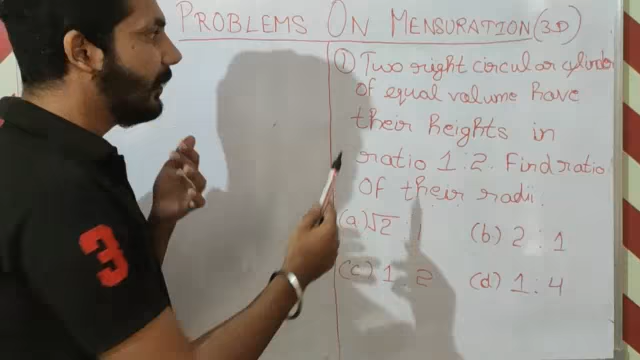 PROBLEMS ON MENSURATION (3D)
① Two right circular cylinder
of equal volume have
their heights in
ratio 1:2. Find ratio
of their radii.
(a) √2 : 1 (b) 2 : 1
(c) 1 : 2 (d) 1 : 4
3